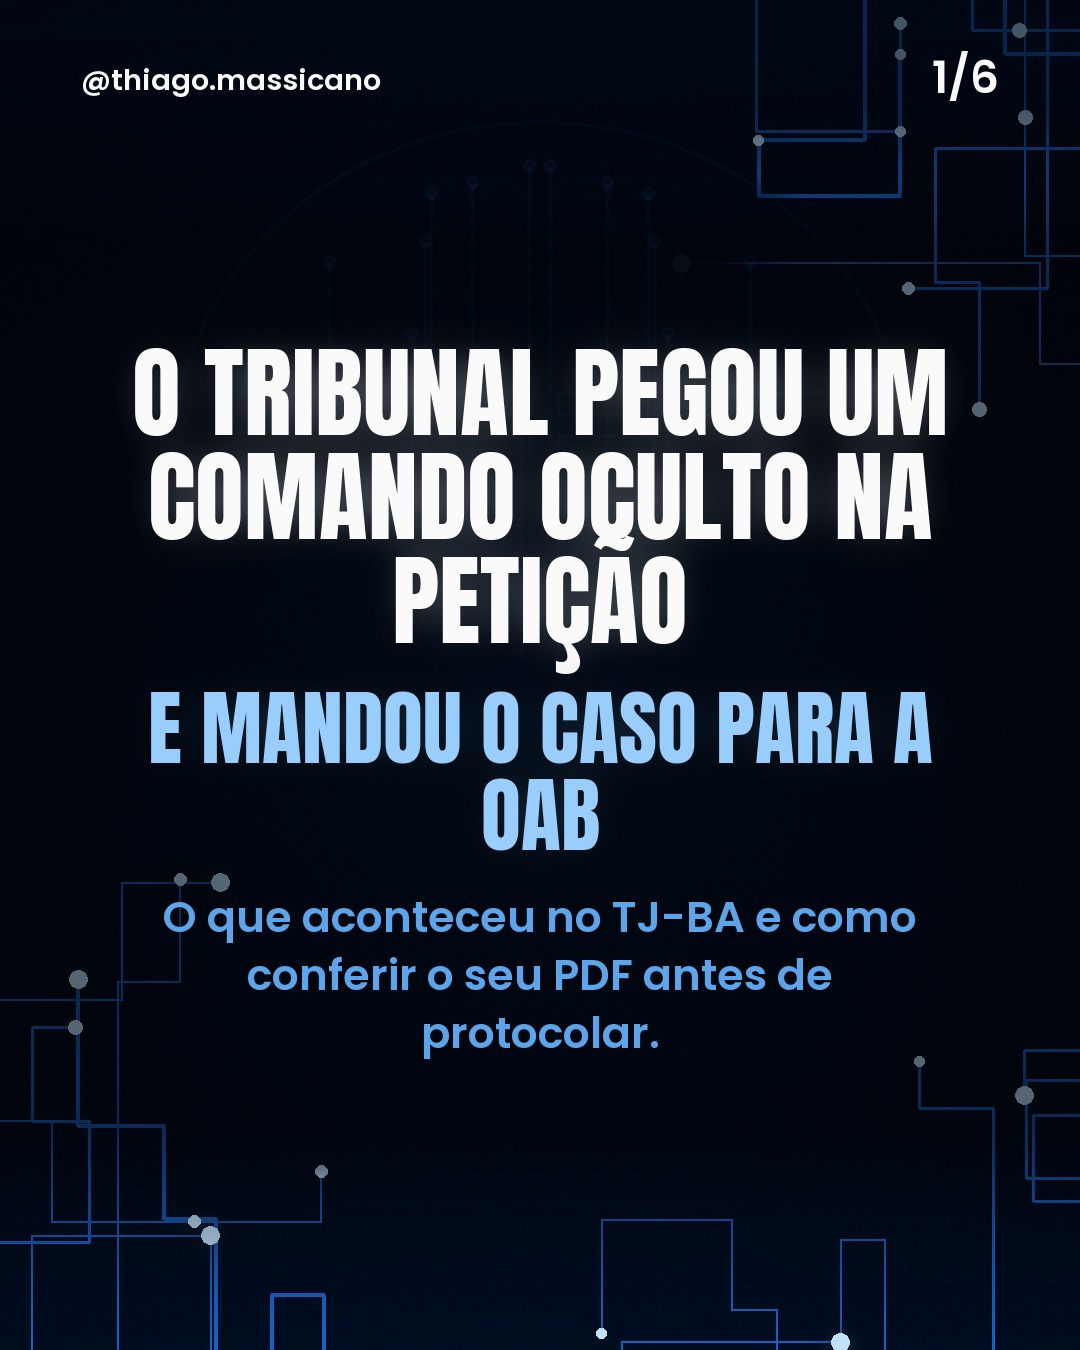 @thiago.massicano
1/6
O TRIBUNAL PEGOU UM
COMANDO OCULTO NA
PETIÇÃO
E MANDOU O CASO PARA A
OAB
O que aconteceu no TJ-BA e como
conferir o seu PDF antes de
protocolar.